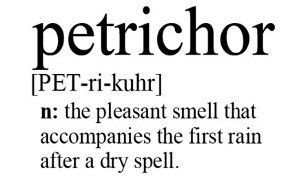 petrichor
[PET-ri-kuhr]
n: the pleasant smell that
accompanies the first rain
after a dry spell.